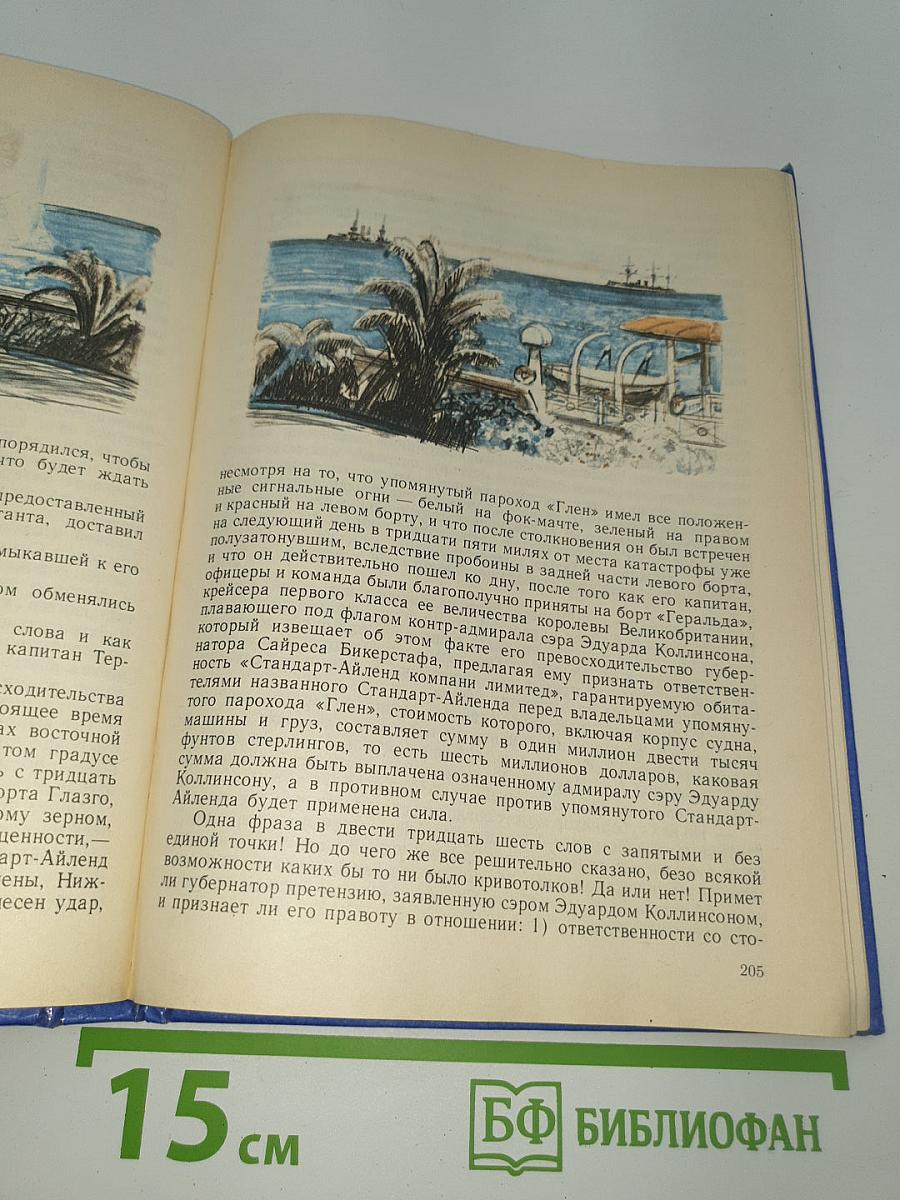 порядился, чтобы
что будет ждать
предоставленный
танта, доставил
мыкавшей к его
ом обменялись
слова и как
капитан Тер-
сходительства
оящее время
ах восточной
том градусе
ь с тридцать
орта Глазго,
ому зерном,
ценности,—
арт-Айленд
ены, Ниж-
несен удар,
несмотря на то, что упомянутый пароход «Глен» имел все положен-
ные сигнальные огни — белый на фок-мачте, зеленый на правом
и красный на левом борту, и что после столкновения он был встречен
на следующий день в тридцати пяти милях от места катастрофы уже
полузатонувшим, вследствие пробоины в задней части левого борта,
и что он действительно пошел ко дну, после того как его капитан,
офицеры и команда были благополучно приняты на борт «Геральда»,
крейсера первого класса ее величества королевы Великобритании,
плавающего под флагом контр-адмирала сэра Эдуарда Коллинсона,
который извещает об этом факте его превосходительство губер-
натора Сайреса Бикерстафа, предлагая ему признать ответствен-
ность «Стандарт-Айленд компани лимитед», гарантируемую обита-
телями названного Стандарт-Айленда перед владельцами упомяну-
того парохода «Глен», стоимость которого, включая корпус судна,
машины и груз, составляет сумму в один миллион двести тысяч
фунтов стерлингов, то есть шесть миллионов долларов, каковая
сумма должна быть выплачена означенному адмиралу сэру Эдуарду
Коллинсону, а в противном случае против упомянутого Стандарт-
Айленда будет применена сила.
Одна фраза в двести тридцать шесть слов с запятыми и без
единой точки! Но до чего же все решительно сказано, безо всякой
возможности каких бы то ни было кривотолков! Да или нет! Примет
ли губернатор претензию, заявленную сэром Эдуардом Коллинсоном,
и признает ли его правоту в отношении: 1) ответственности со сто-
205
15 см
БФ БИБЛИОФАН